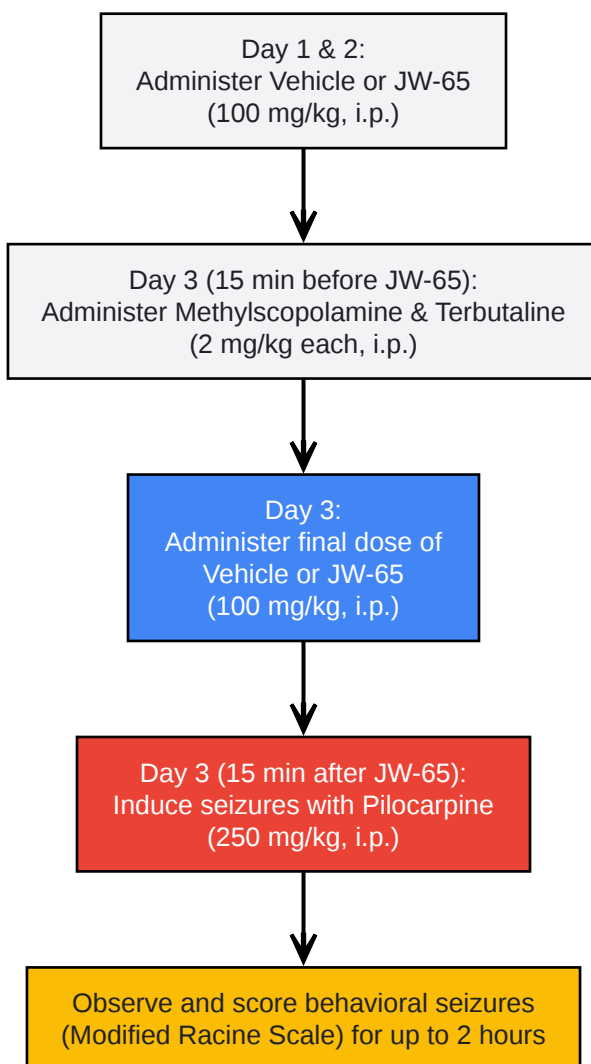 Day 1 & 2:
Administer Vehicle or JW-65
(100 mg/kg, i.p.)
Day 3 (15 min before JW-65):
Administer Methylscopolamine & Terbutaline
(2 mg/kg each, i.p.)
Day 3:
Administer final dose of
Vehicle or JW-65
(100 mg/kg, i.p.)
Day 3 (15 min after JW-65):
Induce seizures with Pilocarpine
(250 mg/kg, i.p.)
Observe and score behavioral seizures
(Modified Racine Scale) for up to 2 hours